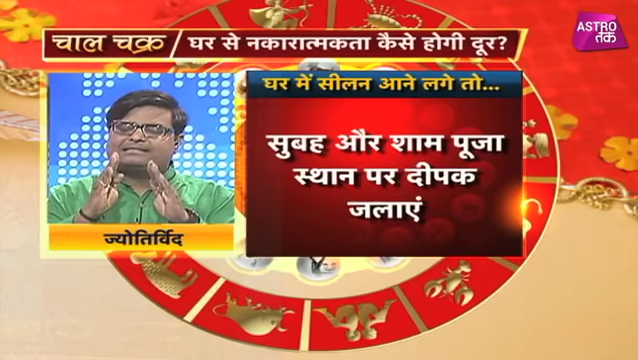 चाल चक्र घर से नकारात्मकता कैसे होगी दूर?
ASTRO
तक
घर में सीलन आने लगे तो...
सुबह और शाम पूजा
स्थान पर दीपक
जलाएं
ज्योतिर्विद